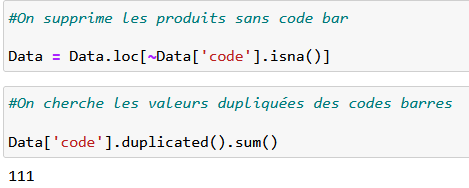 #On supprime les produits sans code bar
Data = Data.loc[~Data['code'].isna()]
#On cherche les valeurs dupliquées des codes barres
Data['code'].duplicated().sum()
111